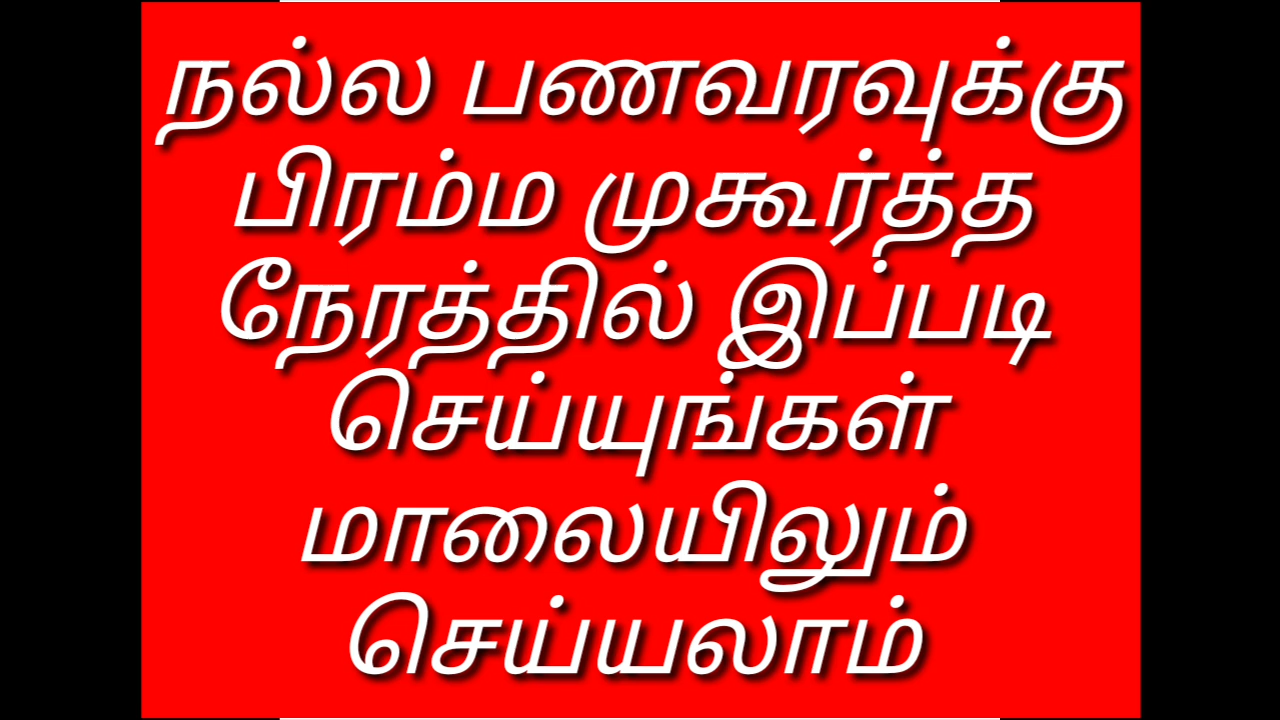 நல்ல பணவரவுக்கு
பிரம்ம முகூர்த்த
நேரத்தில் இப்படி
செய்யுங்கள்
மாலையிலும்
செய்யலாம்